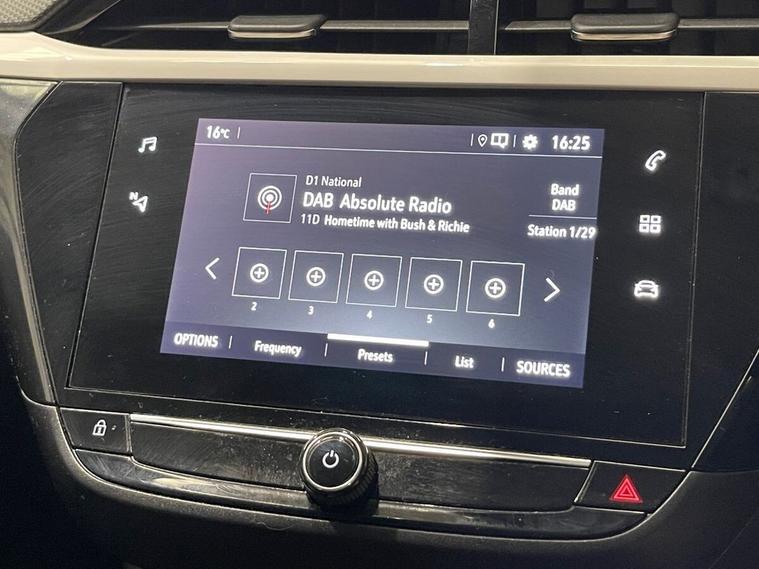 16°C
16:25
D1 National
DAB Absolute Radio
11D Hometime with Bush & Richie
Band
DAB
Station 1/29
N
2 3 4 5 6
OPTIONS Frequency Presets List SOURCES